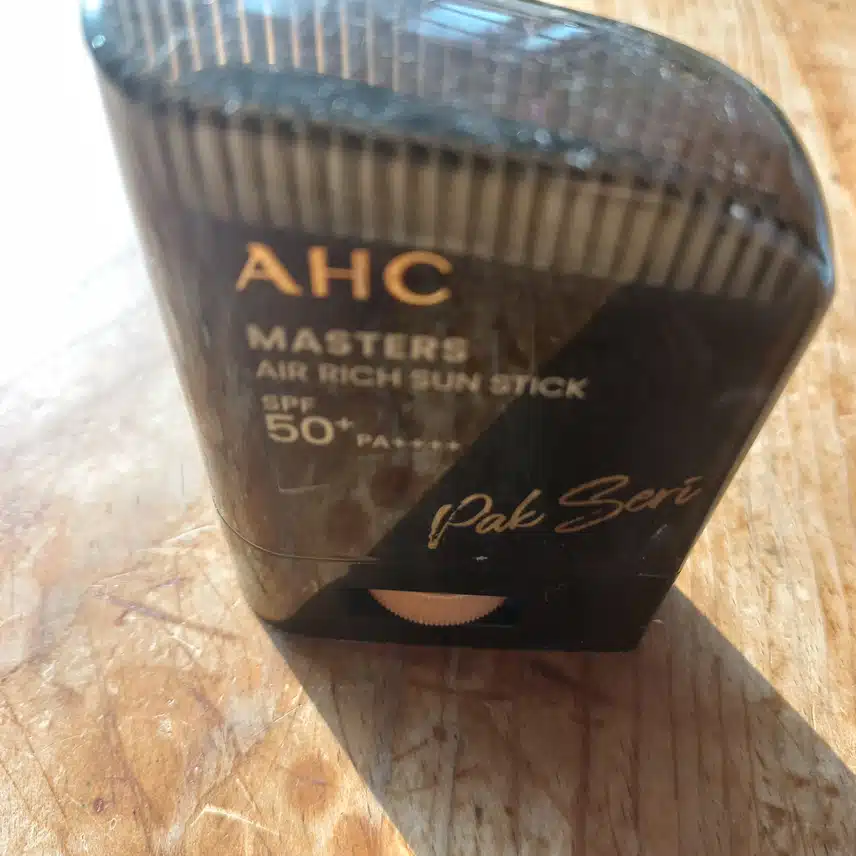 AHC
MASTERS
AIR RICH SUN STICK
SPF
50+ PA++++
Pak Seri